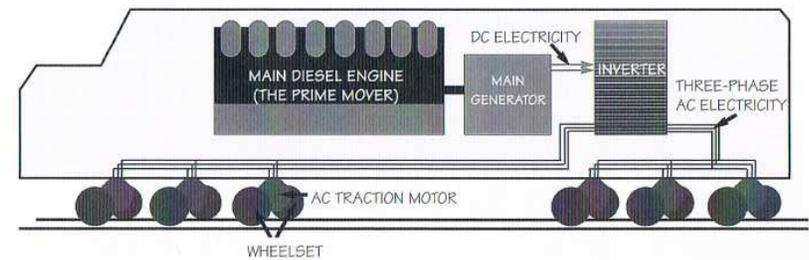 DC ELECTRICITY
MAIN DIESEL ENGINE
(THE PRIME MOVER)
MAIN
GENERATOR
INVERTER
THREE-PHASE
AC ELECTRICITY
AC TRACTION MOTOR
WHEELSET